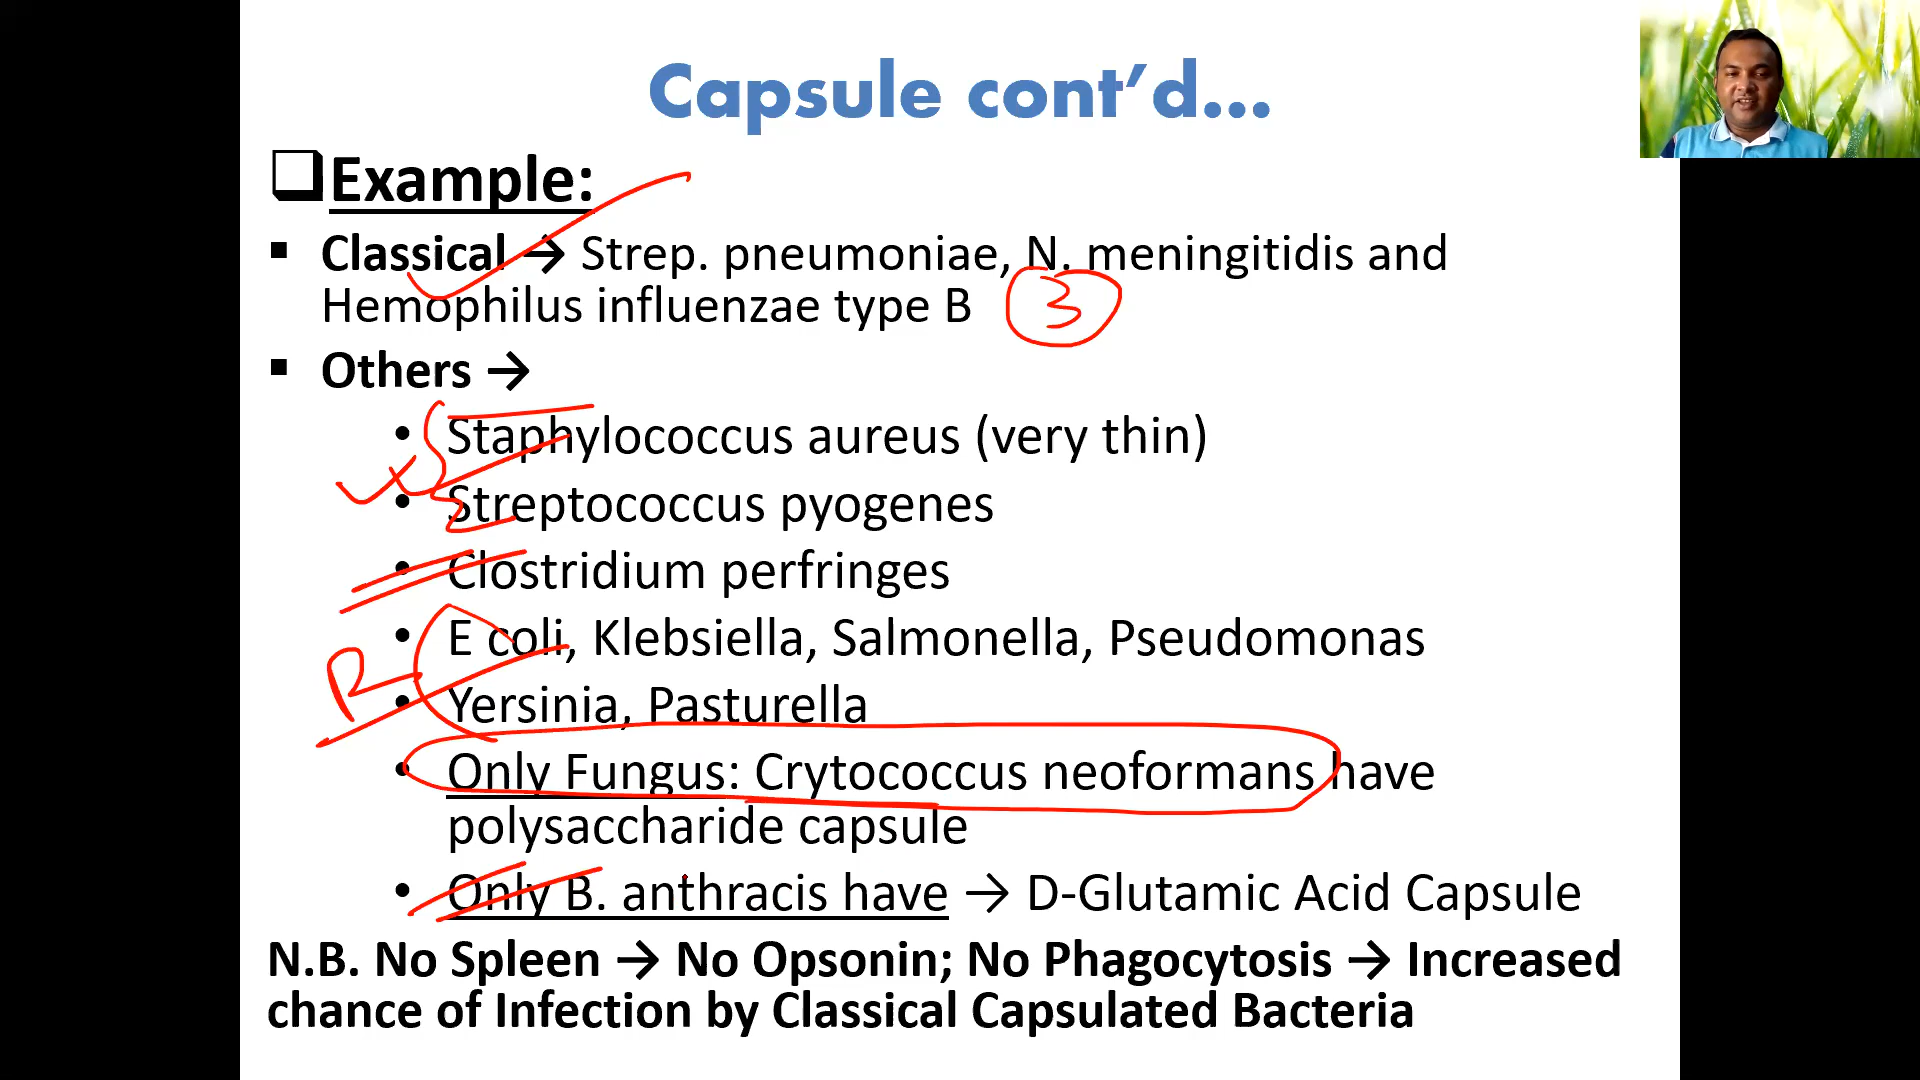 Capsule cont’d...
❑Example:
▪ Classical → Strep. pneumoniae, N. meningitidis and
Hemophilus influenzae type B 3
▪ Others →
• Staphylococcus aureus (very thin)
• Streptococcus pyogenes
• Clostridium perfringes
• E coli, Klebsiella, Salmonella, Pseudomonas
• Yersinia, Pasturella
• Only Fungus: Crytococcus neoformans have
polysaccharide capsule
• Only B. anthracis have → D-Glutamic Acid Capsule
N.B. No Spleen → No Opsonin; No Phagocytosis → Increased
chance of Infection by Classical Capsulated Bacteria